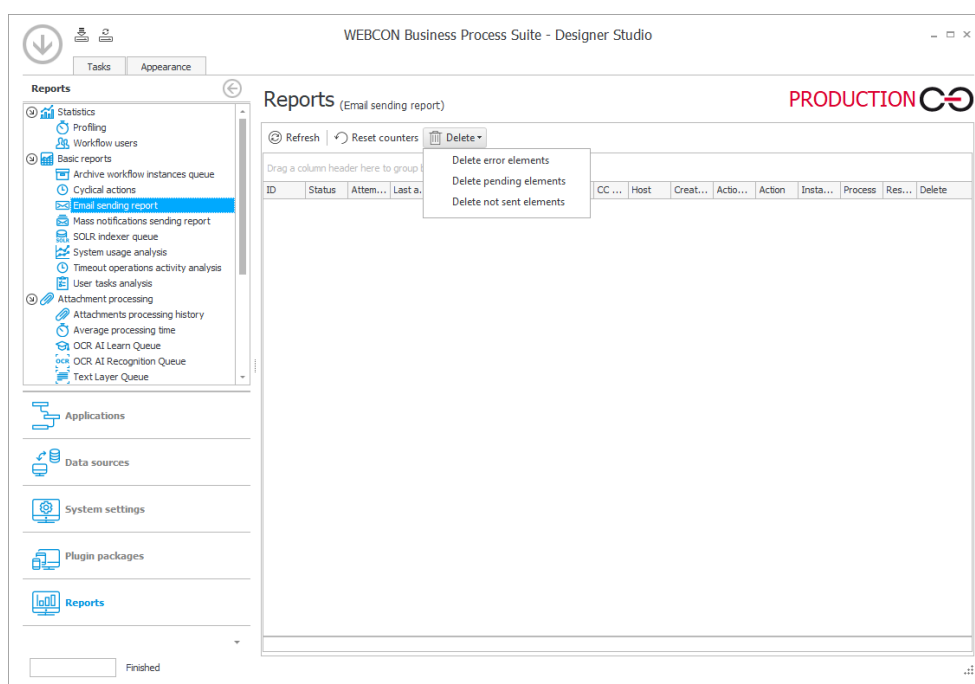 WEBCON Business Process Suite - Designer Studio
Tasks Appearance
Reports
Statistics
Profiling
Workflow users
Basic reports
Archive workflow instances queue
Cyclical actions
Email sending report
Mass notifications sending report
SOLR indexer queue
System usage analysis
Timeout operations activity analysis
User tasks analysis
Attachment processing
Attachments processing history
Average processing time
OCR AI Learn Queue
OCR AI Recognition Queue
Text Layer Queue
Applications
Data sources
System settings
Plugin packages
Reports
Finished
Reports (Email sending report)
PRODUCTION
Refresh Reset counters Delete
Delete error elements
Delete pending elements
Delete not sent elements
Drag a column header here to group
ID Status Attem... Last a. CC ... Host Creat... Actio... Action Insta... Process Res... Delete